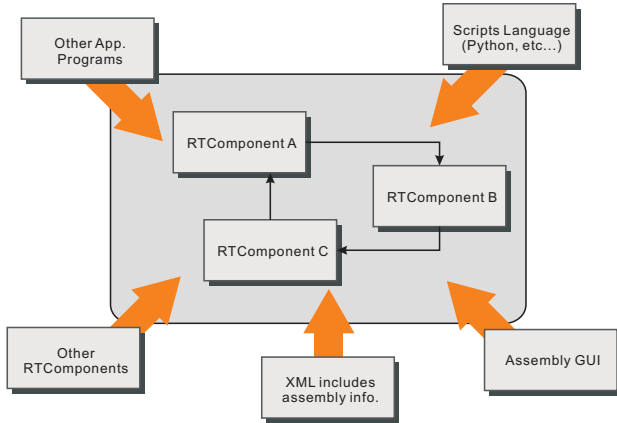 Other App.
Programs
Scripts Language
(Python, etc...)
RTComponent A
RTComponent B
RTComponent C
Other
RTComponents
XML includes
assembly info.
Assembly GUI